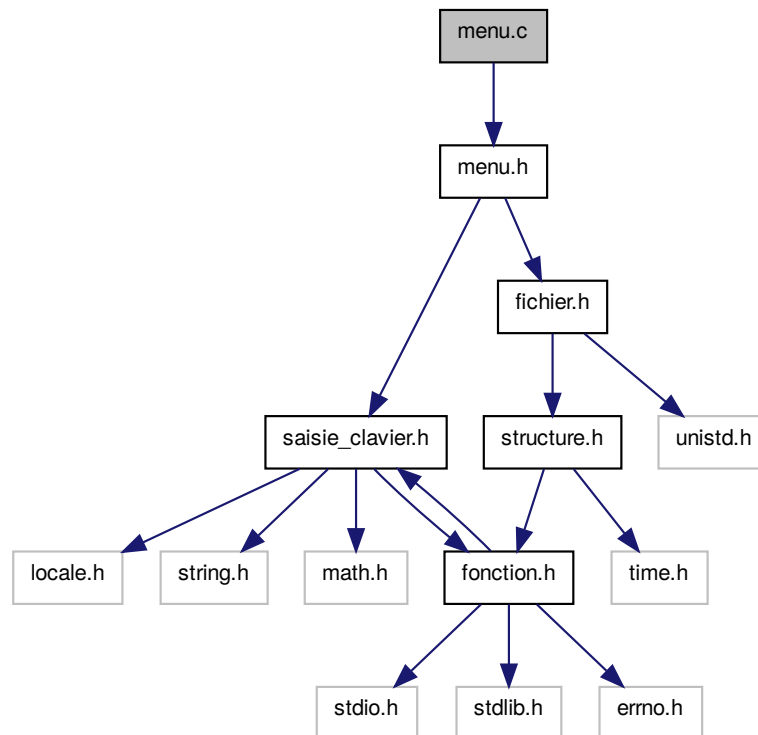 menu.c
menu.h
fichier.h
saisie_clavier.h
structure.h
unistd.h
locale.h
string.h
math.h
fonction.h
time.h
stdio.h
stdlib.h
errno.h